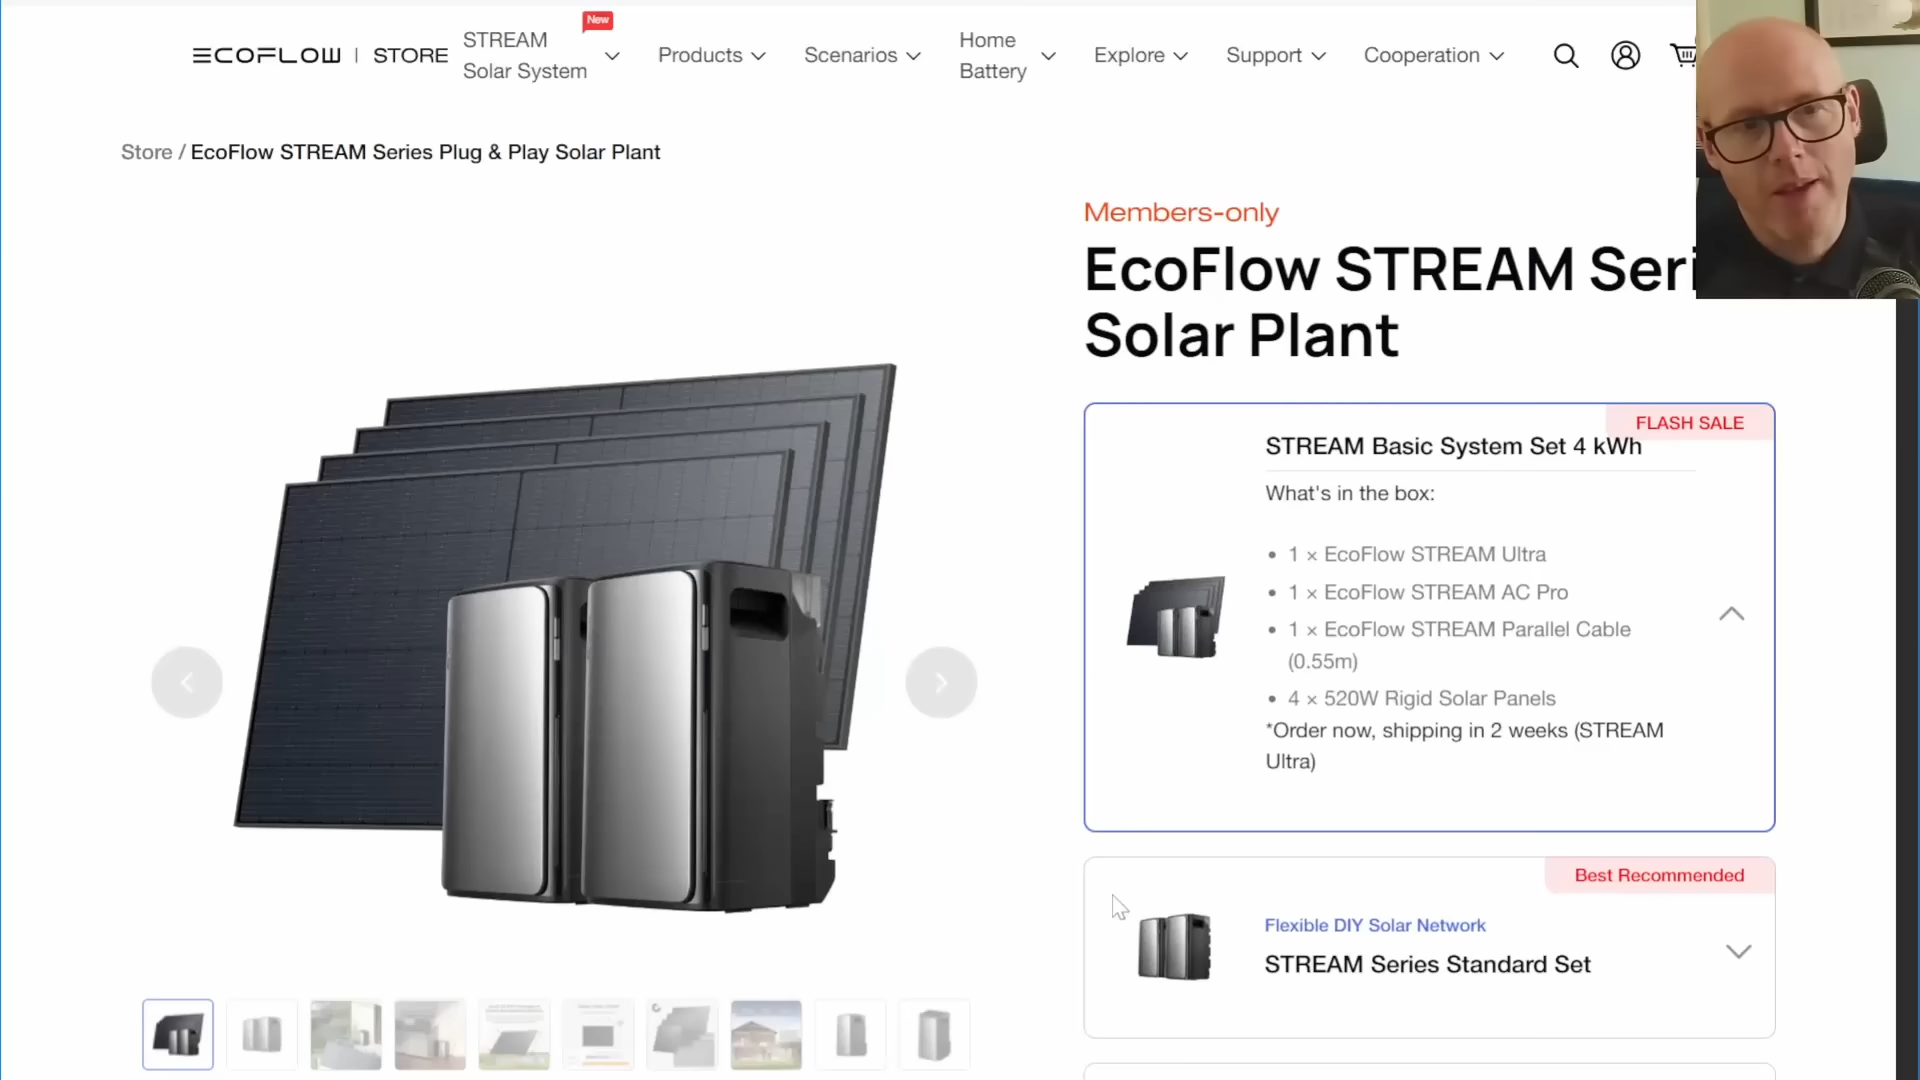 New
STREAM
Solar System
ECOFLOW | STORE
Products
Scenarios
Home
Battery
Explore
Support
Cooperation
Store / EcoFlow STREAM Series Plug & Play Solar Plant
Members-only
EcoFlow STREAM Seri
Solar Plant
FLASH SALE
STREAM Basic System Set 4 kWh
What's in the box:
• 1 × EcoFlow STREAM Ultra
• 1 × EcoFlow STREAM AC Pro
• 1 × EcoFlow STREAM Parallel Cable
(0.55m)
• 4 × 520W Rigid Solar Panels
*Order now, shipping in 2 weeks (STREAM
Ultra)
Best Recommended
Flexible DIY Solar Network
STREAM Series Standard Set